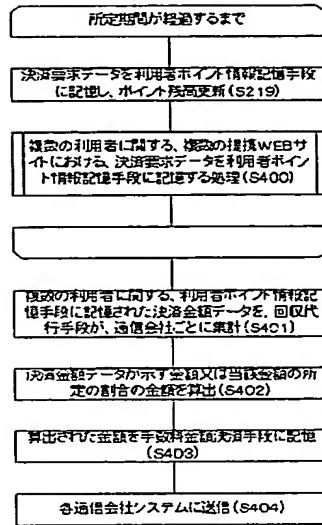 所定期間が経過するまで
決済要求データを利用者ポイント情報記憶手段
に記憶し、ポイント残高更新(S219)
複数の利用者に関する、複数の提携WEBサ
イトにおける、決済要求データを利用者ポイン
ト情報記憶手段に記憶する処理(S400)
複数の利用者に関する、利用者ポイント情報記
憶手段に記憶された決済金額データを、回収代
行手段が、通信会社ごとに集計(S401)
決済金額データが示す金額又は当該金額の所
定の割合の金額を算出(S402)
算出された金額を手数料金額決済手段に記憶
(S403)
各通信会社システムに送信(S404)